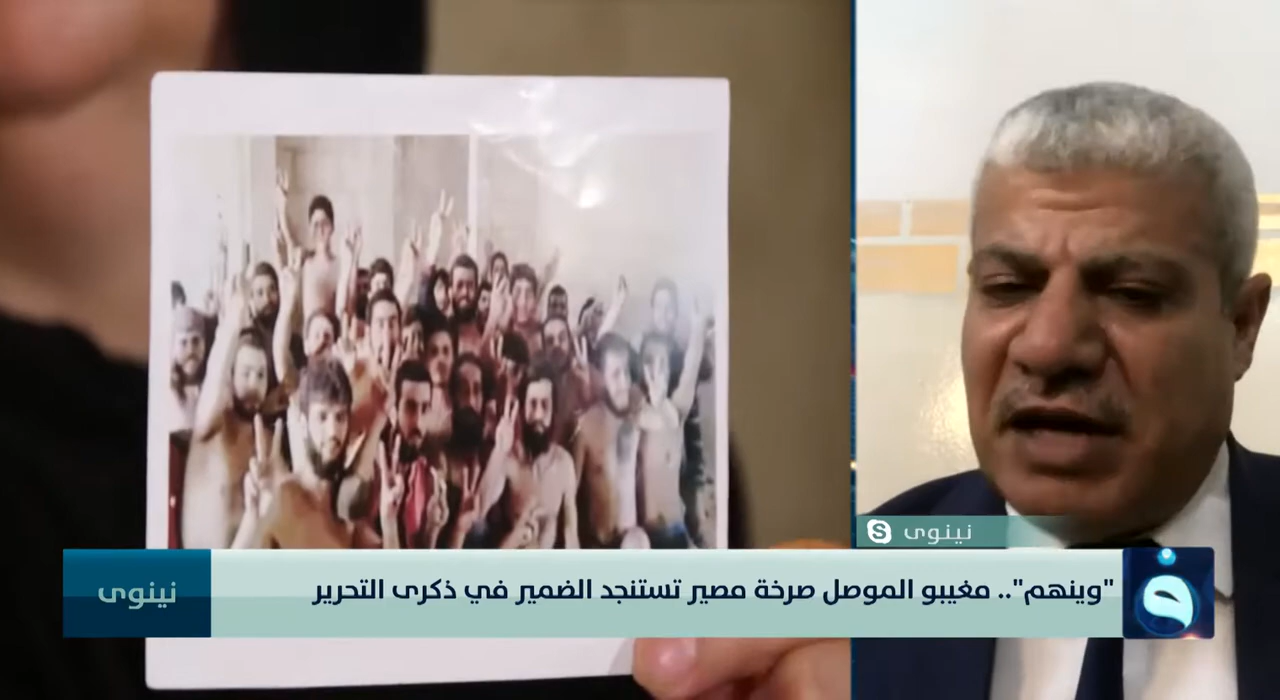 نينوى
"وينهم".. مغيبو الموصل صرخة مصير تستنجد الضمير في ذكرى التحرير
نينوى